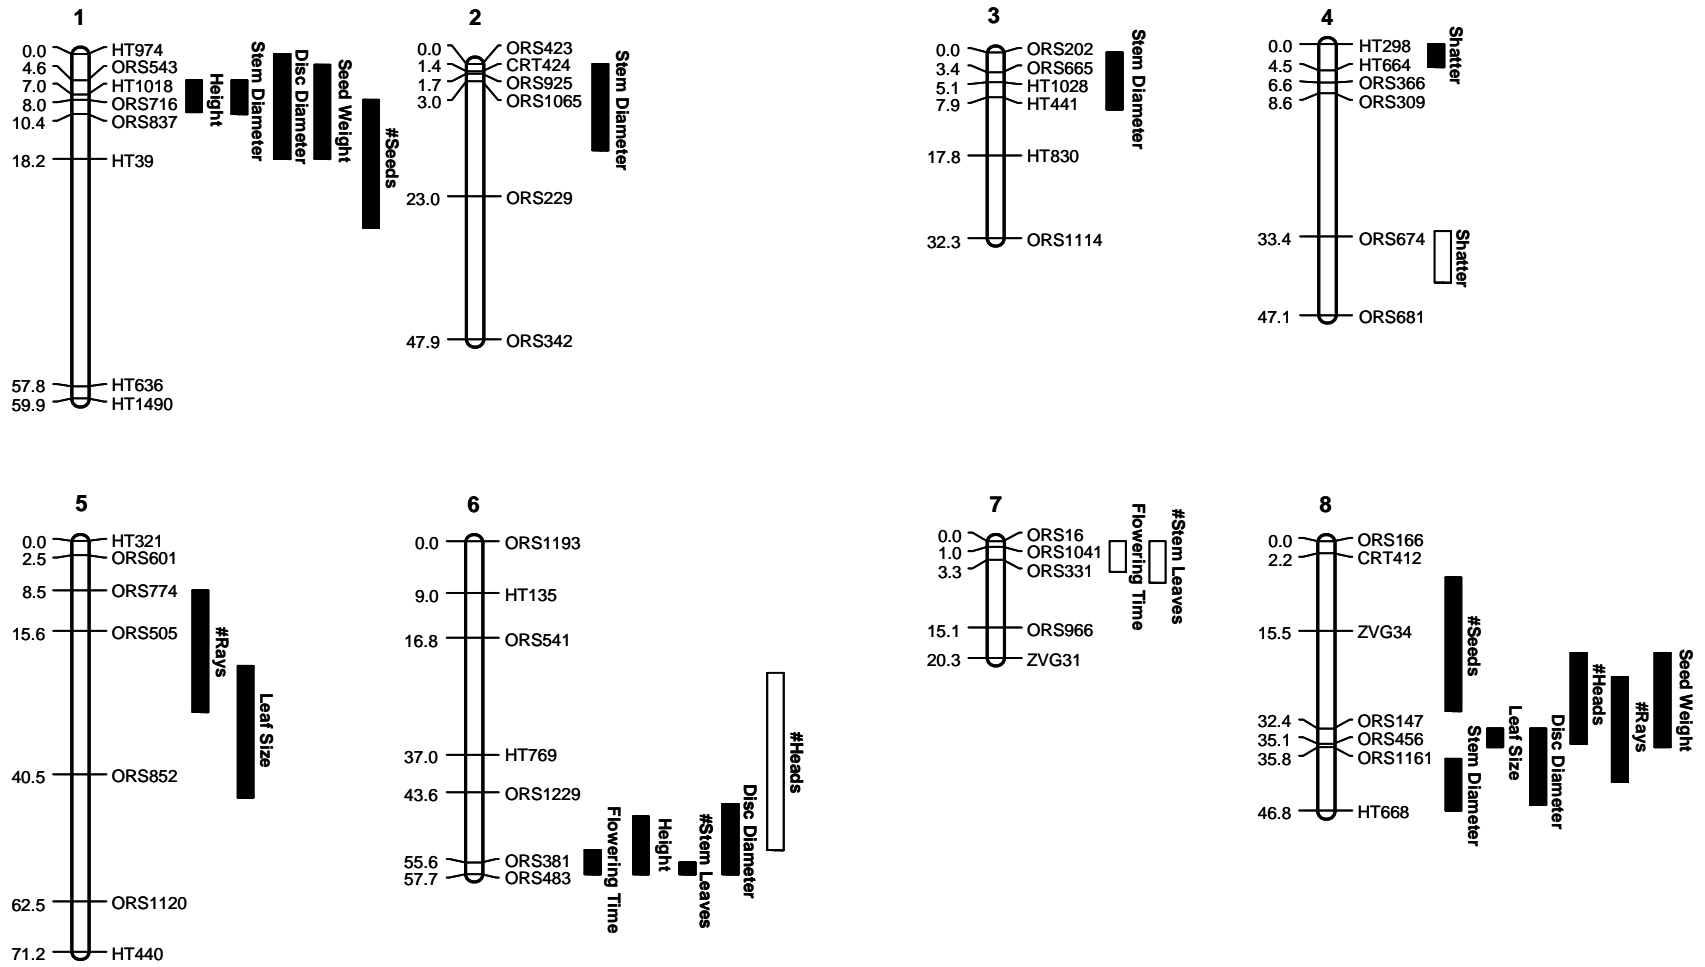 1
0.0 HT974
4.6 ORS543
7.0 HT1018
8.0 ORS716
10.4 ORS837
18.2 HT39
57.8 HT636
59.9 HT1490
Height
Stem Diameter
Disc Diameter
Seed Weight
#Seeds
2
0.0 ORS423
1.4 CRT424
1.7 ORS925
3.0 ORS1065
23.0 ORS229
47.9 ORS342
Stem Diameter
3
0.0 ORS202
3.4 ORS665
5.1 HT1028
7.9 HT441
17.8 HT830
32.3 ORS1114
Stem Diameter
4
0.0 HT298
4.5 HT664
6.6 ORS366
8.6 ORS309
33.4 ORS674
47.1 ORS681
Shatter
Shatter
5
0.0 HT321
2.5 ORS601
8.5 ORS774
15.6 ORS505
40.5 ORS852
62.5 ORS1120
71.2 HT440
#Rays
Leaf Size
6
0.0 ORS1193
9.0 HT135
16.8 ORS541
37.0 HT769
43.6 ORS1229
55.6 ORS381
57.7 ORS483
Flowering Time
Height
#Stem Leaves
Disc Diameter
#Heads
7
0.0 ORS16
1.0 ORS1041
3.3 ORS331
15.1 ORS966
20.3 ZVG31
Flowering Time
#Stem Leaves
8
0.0 ORS166
2.2 CRT412
15.5 ZVG34
32.4 ORS147
35.1 ORS456
35.8 ORS1161
46.8 HT668
#Seeds
Stem Diameter
Leaf Size
Disc Diameter
#Heads
#Rays
Seed Weight